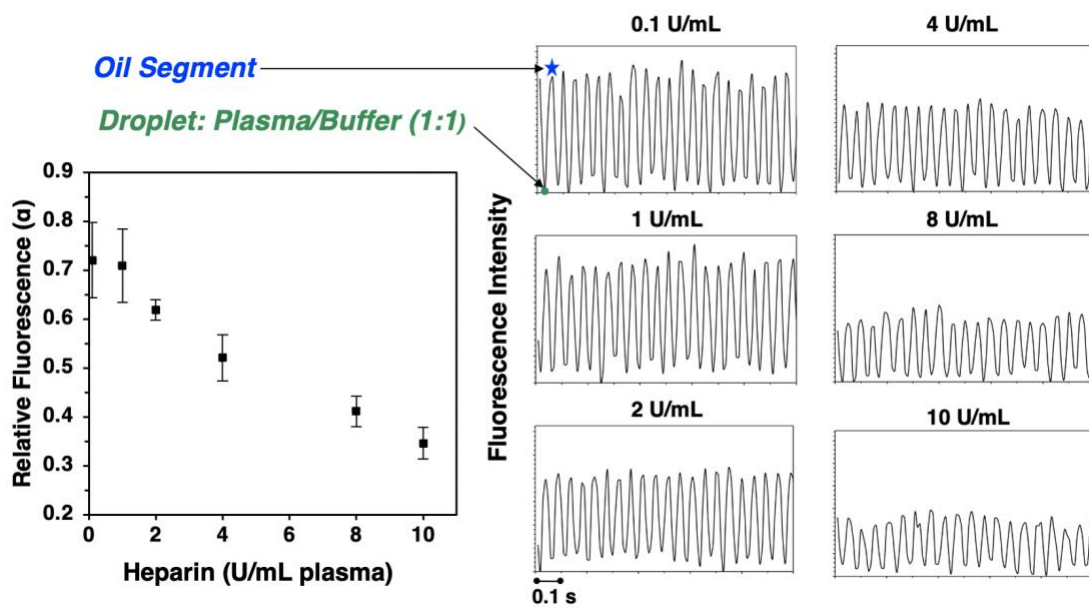 Oil Segment
Droplet: Plasma/Buffer (1:1)
0.9
0.8
0.7
0.6
0.5
0.4
0.3
0.2
Relative Fluorescence (α)
0 2 4 6 8 10
Heparin (U/mL plasma)
Fluorescence Intensity
0.1 U/mL
4 U/mL
1 U/mL
8 U/mL
2 U/mL
10 U/mL
0.1 s